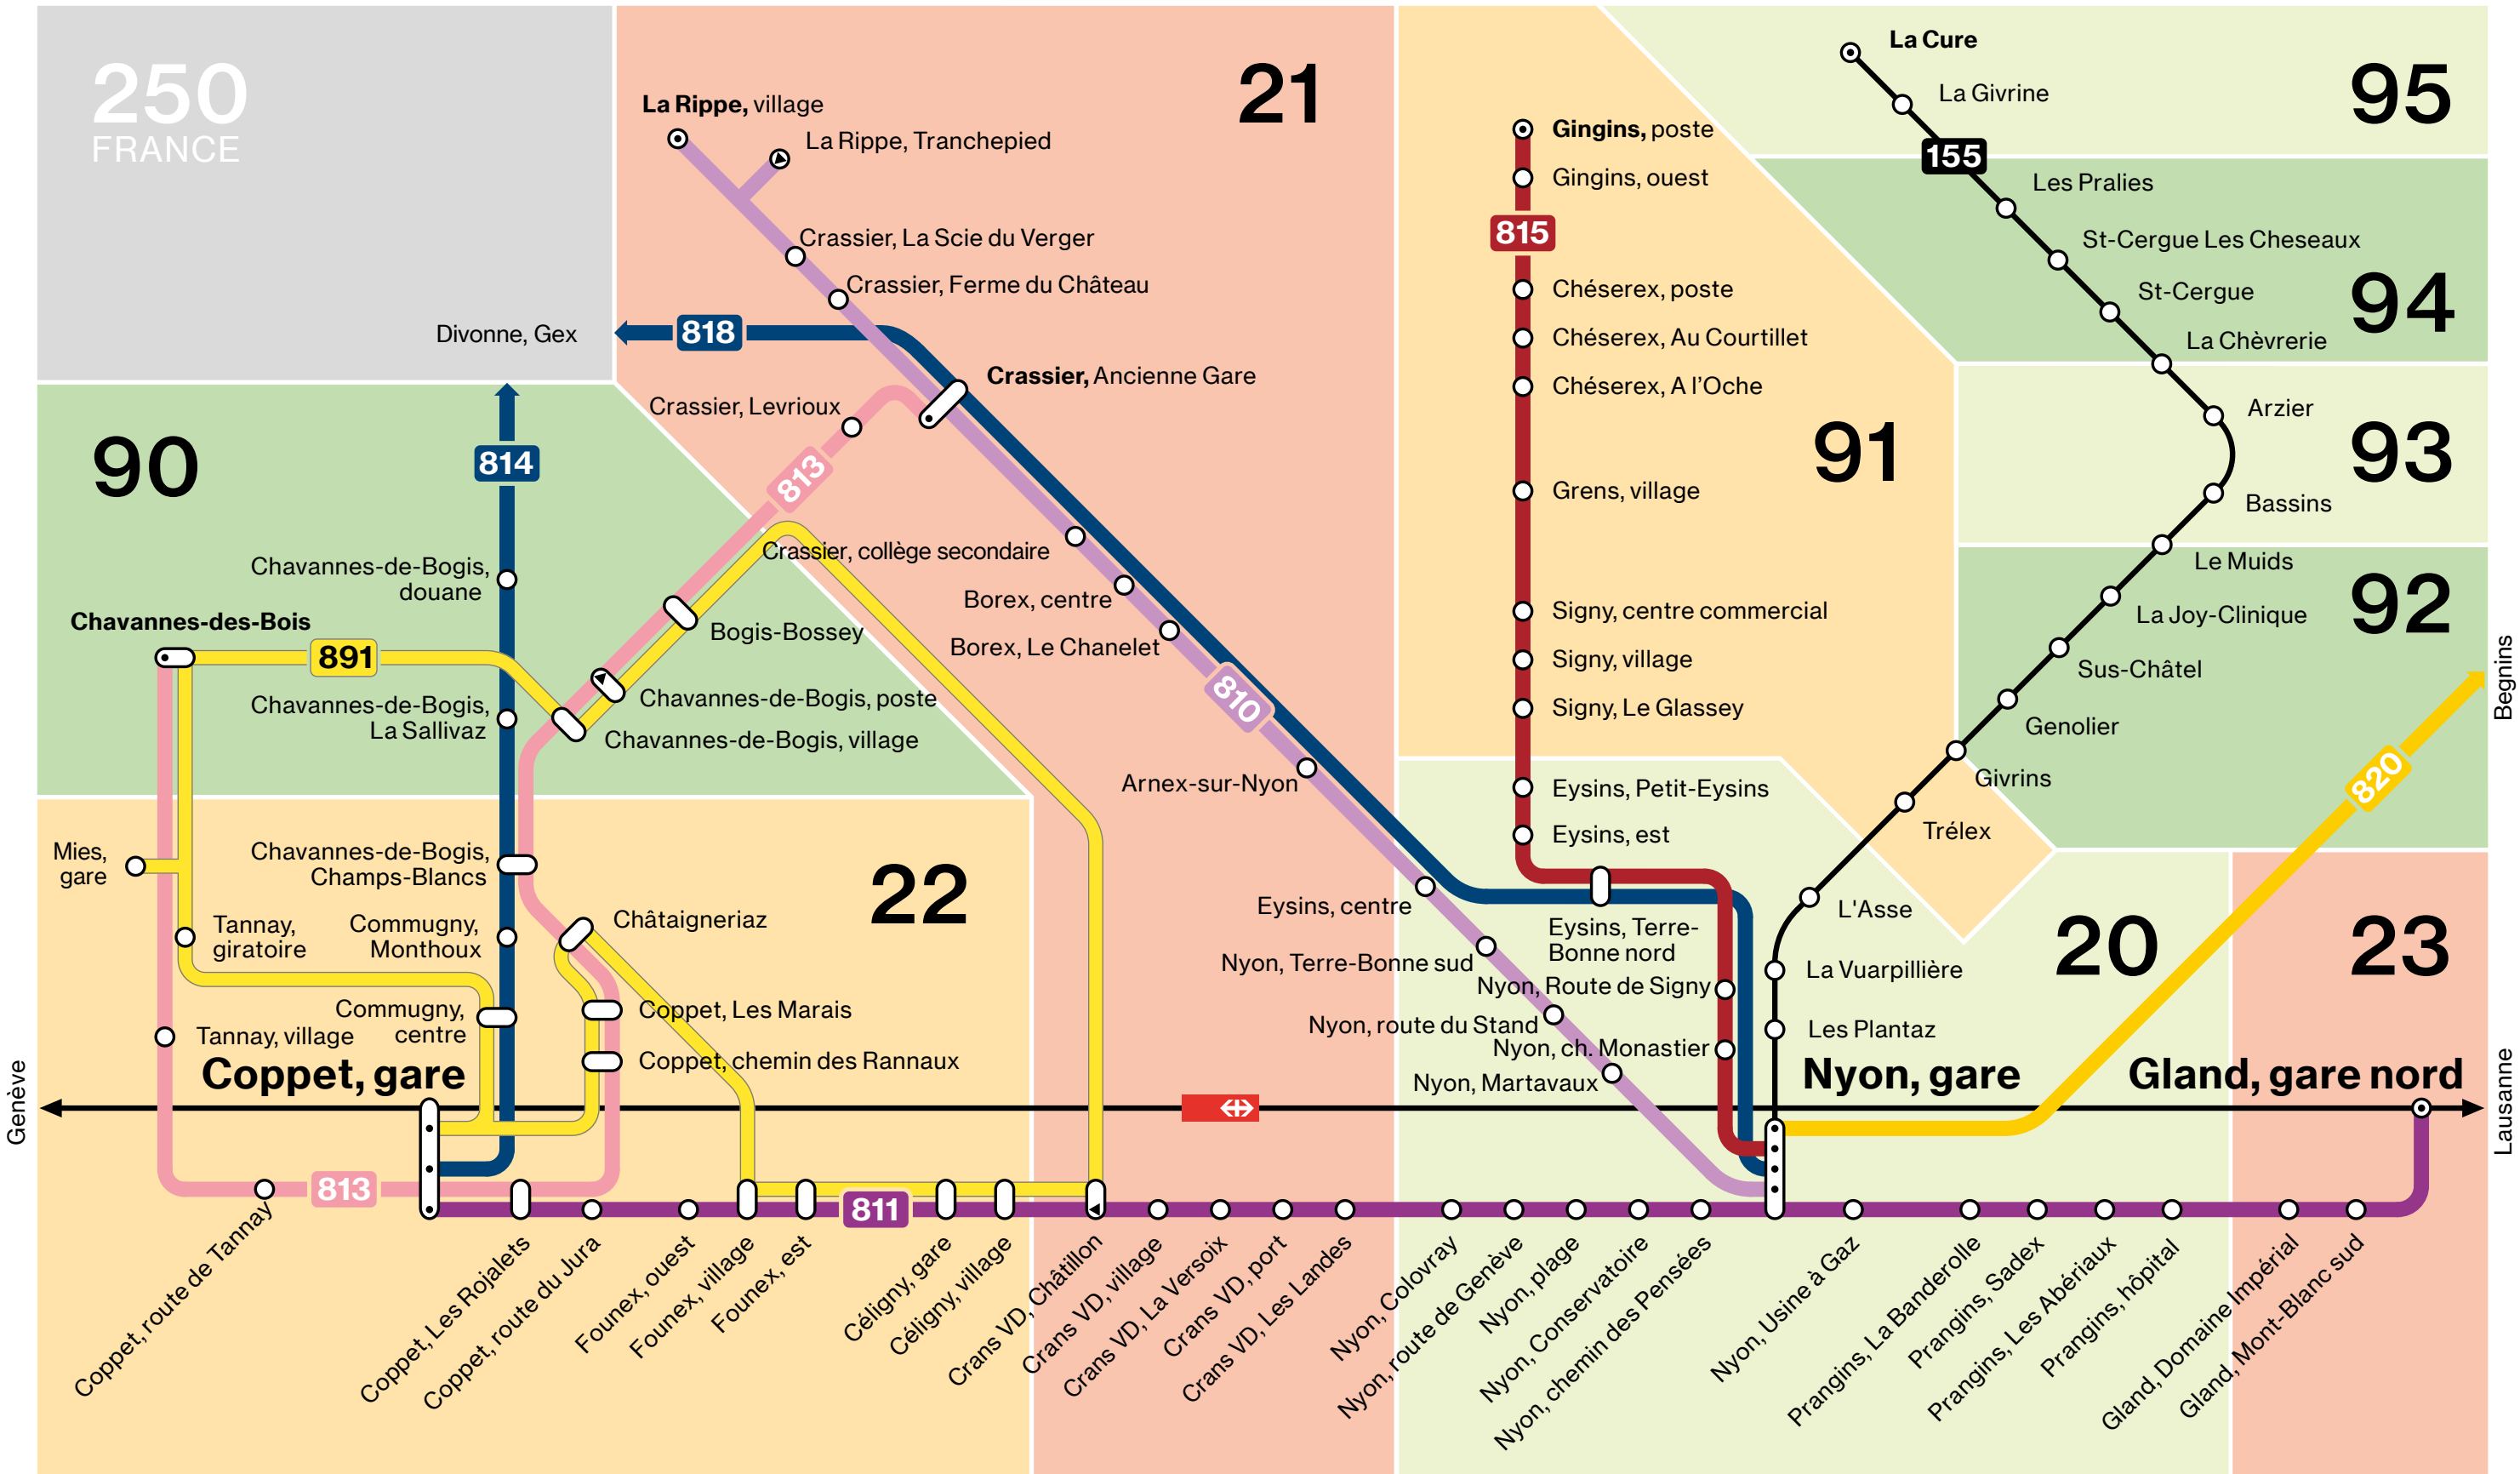 250
FRANCE
21
95
La Cure
La Givrine
155
La Rippe, village
La Rippe, Tranchepied
Gingins, poste
Gingins, ouest
815
Les Pralies
St-Cergue Les Cheseaux
94
St-Cergue
La Chèvrerie
Crassier, La Scie du Verger
Crassier, Ferme du Château
Chéserex, poste
Chéserex, Au Courtillet
Chéserex, A l'Oche
Divonne, Gex
818
Crassier, Ancienne Gare
Crassier, Levrioux
813
90
814
91
93
Arzier
Bassins
Grens, village
Crassier, collège secondaire
Borex, centre
Borex, Le Chanelet
810
Chavannes-de-Bogis,
douane
Chavannes-des-Bois
891
Bogis-Bossey
Chavannes-de-Bogis, poste
Chavannes-de-Bogis, village
Chavannes-de-Bogis,
La Sallivaz
Signy, centre commercial
Signy, village
Signy, Le Glassey
Le Muids
92
La Joy-Clinique
Sus-Châtel
Genolier
Givrins
Trélex
Begnins
820
Arnex-sur-Nyon
Eysins, Petit-Eysins
Eysins, est
Mies,
gare
Chavannes-de-Bogis,
Champs-Blancs
22
Châtaigneriaz
Tannay,
giratoire
Commugny,
Monthoux
Eysins, centre
Eysins, Terre-
Bonne nord
L'Asse
20
23
Nyon, Terre-Bonne sud
Nyon, Route de Signy
La Vuarpillière
Commugny,
centre
Coppet, Les Marais
Tannay, village
Nyon, route du Stand
Les Plantaz
Coppet, chemin des Rannaux
Nyon, ch. Monastier
Nyon, Martavaux
Genève
Coppet, gare
Nyon, gare
Gland, gare nord
Lausanne
813
811
Coppet, route de Tannay
Coppet, Les Rojalets
Coppet, route du Jura
Founex, ouest
Founex, village
Founex, est
Céligny, gare
Céligny, village
Crans VD, Châtillon
Crans VD, village
Crans VD, La Versoix
Crans VD, port
Crans VD, Les Landes
Nyon, Colovray
Nyon, route de Genève
Nyon, plage
Nyon, Conservatoire
Nyon, chemin des Pensées
Nyon, Usine à Gaz
Prangins, La Banderolle
Prangins, Sadex
Prangins, Les Abériaux
Prangins, hôpital
Gland, Domaine Impérial
Gland, Mont-Blanc sud